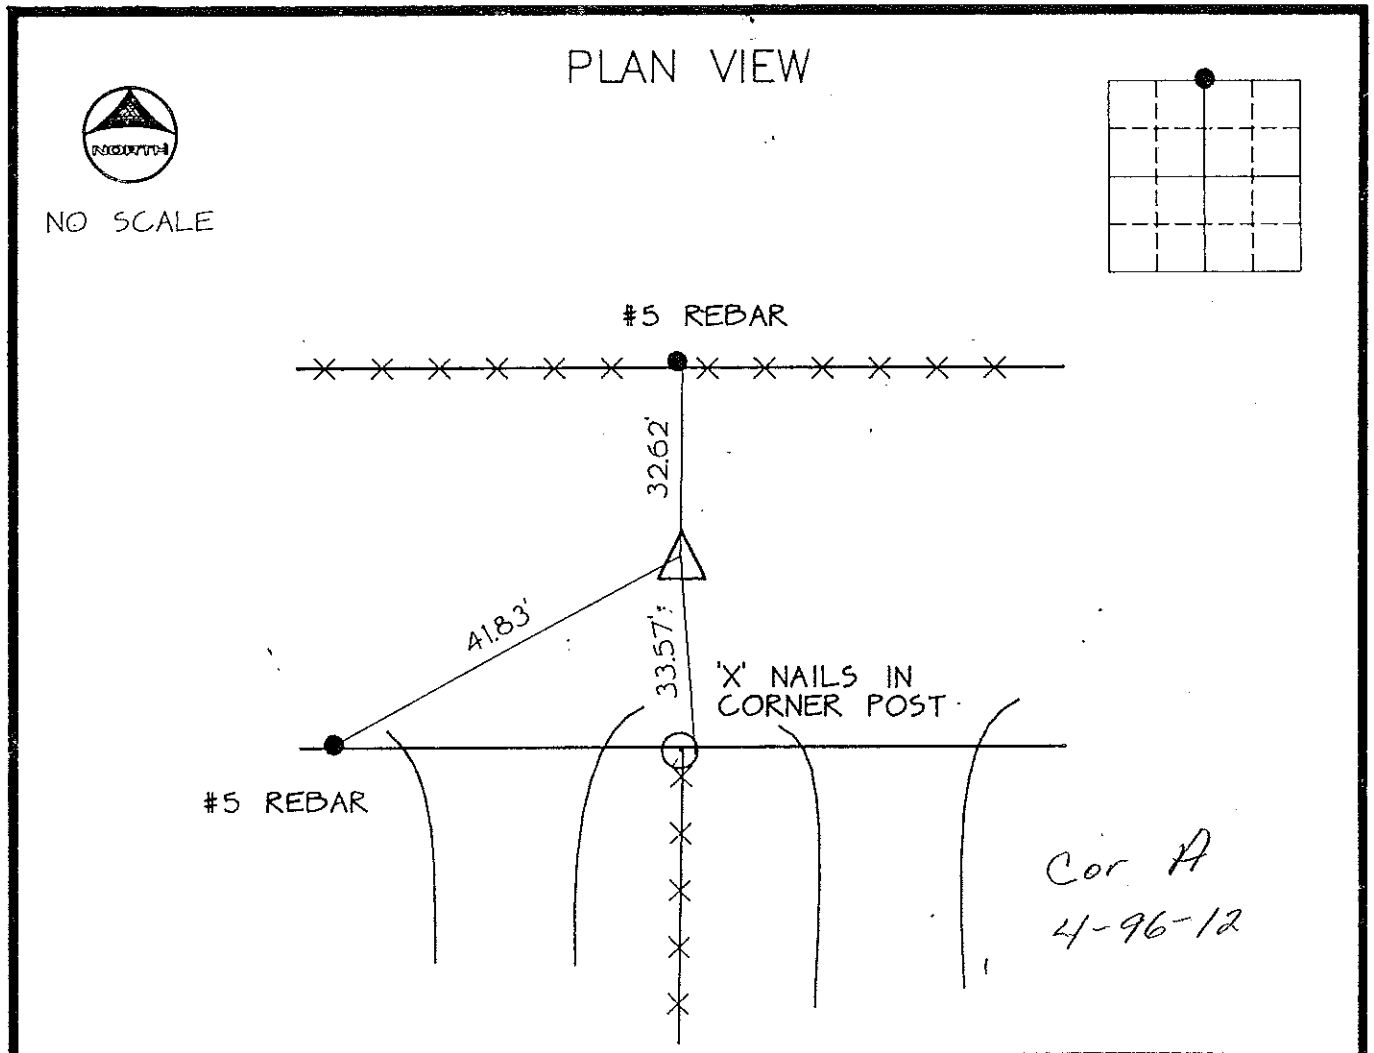 PLAN VIEW
NORTH
NO SCALE
#5 REBAR
32.62'
41.83'
33.57'
'X' NAILS IN
CORNER POST
#5 REBAR
Cor A
4-96-12